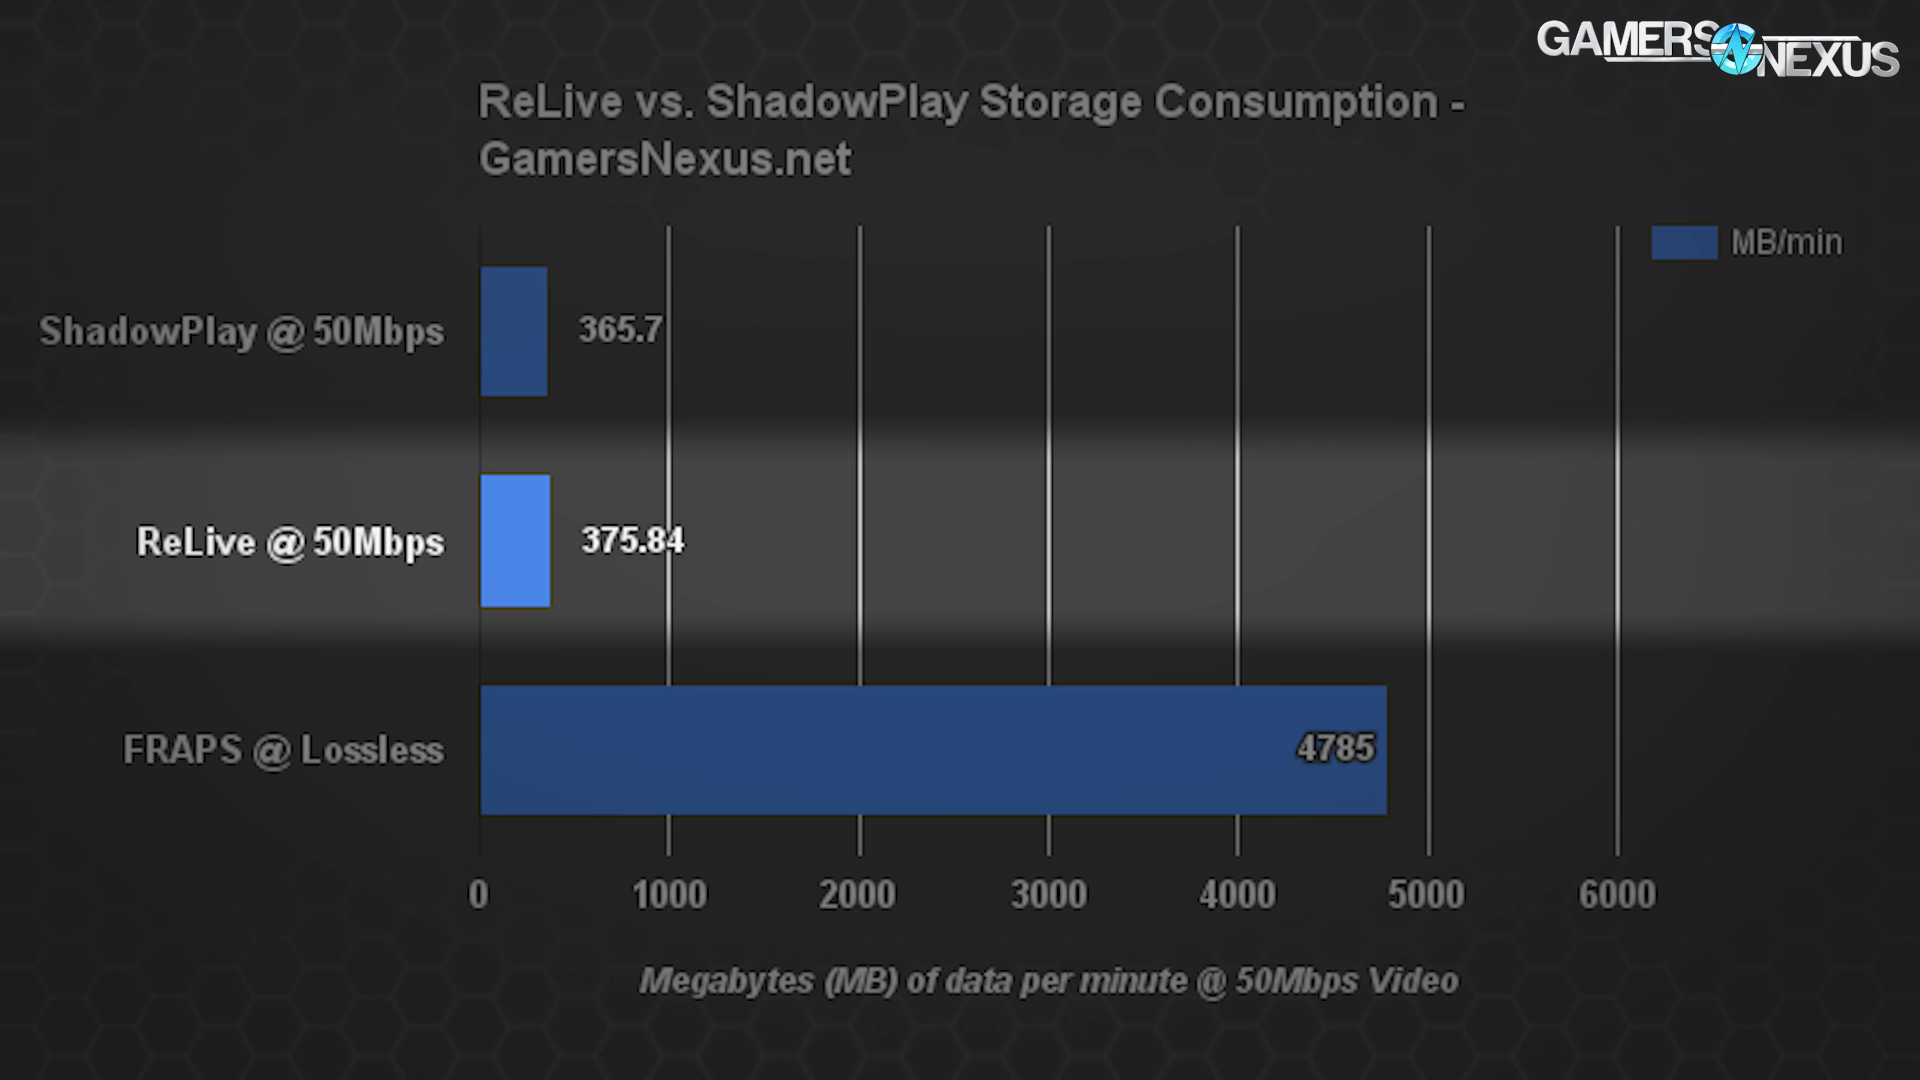 GAMERS NEXUS
ReLive vs. ShadowPlay Storage Consumption -
GamersNexus.net
MB/min
ShadowPlay @ 50Mbps
365.7
ReLive @ 50Mbps
375.84
FRAPS @ Lossless
4785
0 1000 2000 3000 4000 5000 6000
Megabytes (MB) of data per minute @ 50Mbps Video